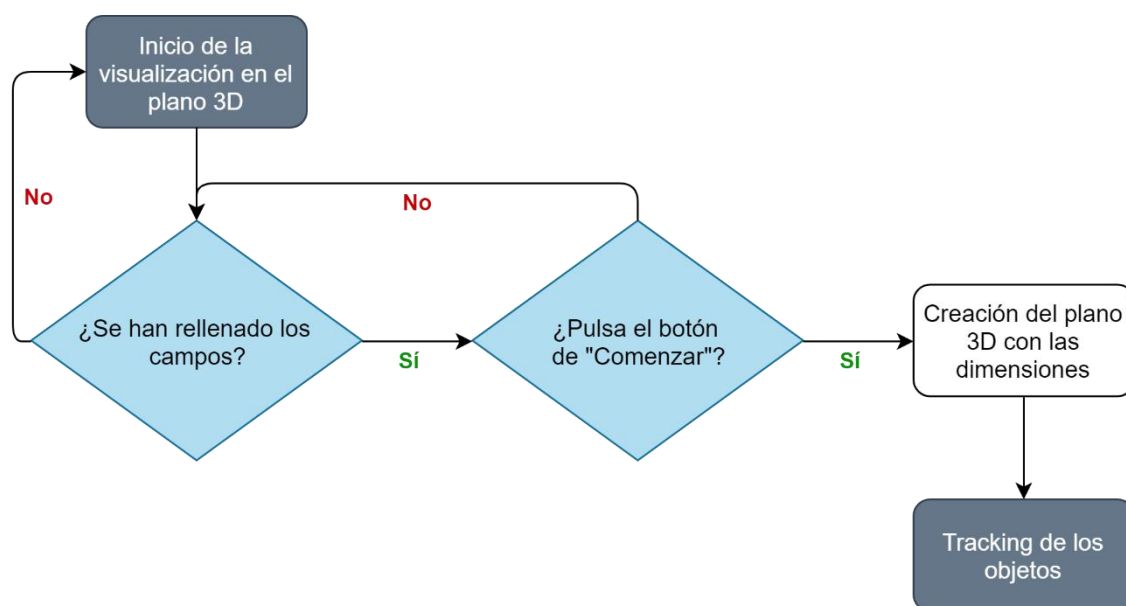 Inicio de la
visualización en el
plano 3D
No
No
¿Se han rellenado los
campos?
Sí
¿Pulsa el botón
de "Comenzar"?
Sí
Creación del plano
3D con las
dimensiones
Tracking de los
objetos